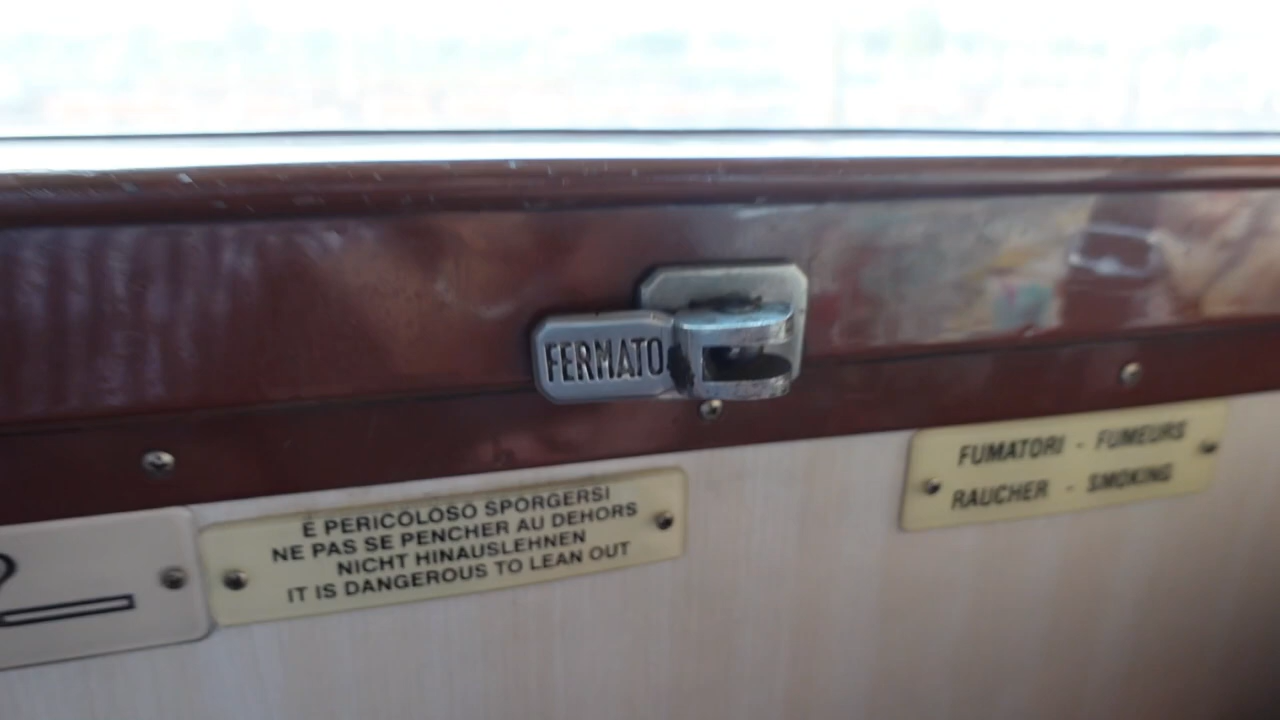 FERMATO
È PERICOLOSO SPORGERSI
NE PAS SE PENCHER AU DEHORS
NICHT HINAUSLEHNEN
IT IS DANGEROUS TO LEAN OUT
FUMATORI - FUMEURS
RAUCHER - SMOKING